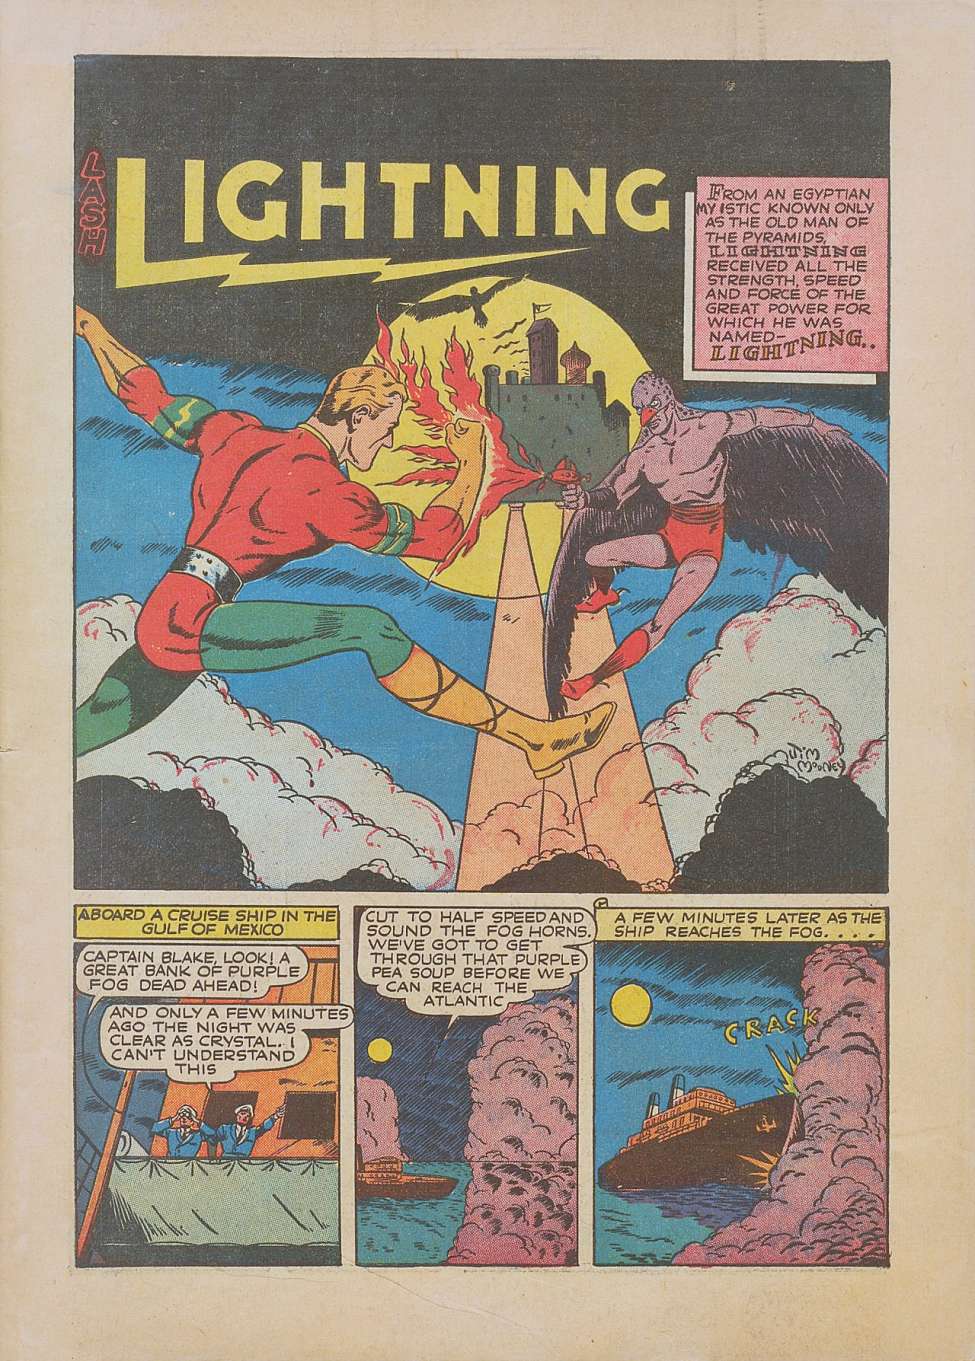 LASH
LIGHTNING
FROM AN EGYPTIAN
MYISTIC KNOWN ONLY
AS THE OLD MAN OF
THE PYRAMIDS,
LIGHTNING
RECEIVED ALL THE
STRENGTH, SPEED
AND FORCE OF THE
GREAT POWER FOR
WHICH HE WAS
NAMED-
LIGHTNING..
JIM
MOONEY
ABOARD A CRUISE SHIP IN THE
GULF OF MEXICO
CAPTAIN BLAKE, LOOK! A
GREAT BANK OF PURPLE
FOG DEAD AHEAD!
AND ONLY A FEW MINUTES
AGO THE NIGHT WAS
CLEAR AS CRYSTAL. I
CAN'T UNDERSTAND
THIS
CUT TO HALF SPEED AND
SOUND THE FOG HORNS.
WE'VE GOT TO GET
THROUGH THAT PURPLE
PEA SOUP BEFORE WE
CAN REACH THE
ATLANTIC
A FEW MINUTES LATER AS THE
SHIP REACHES THE FOG. . . .
CRACK